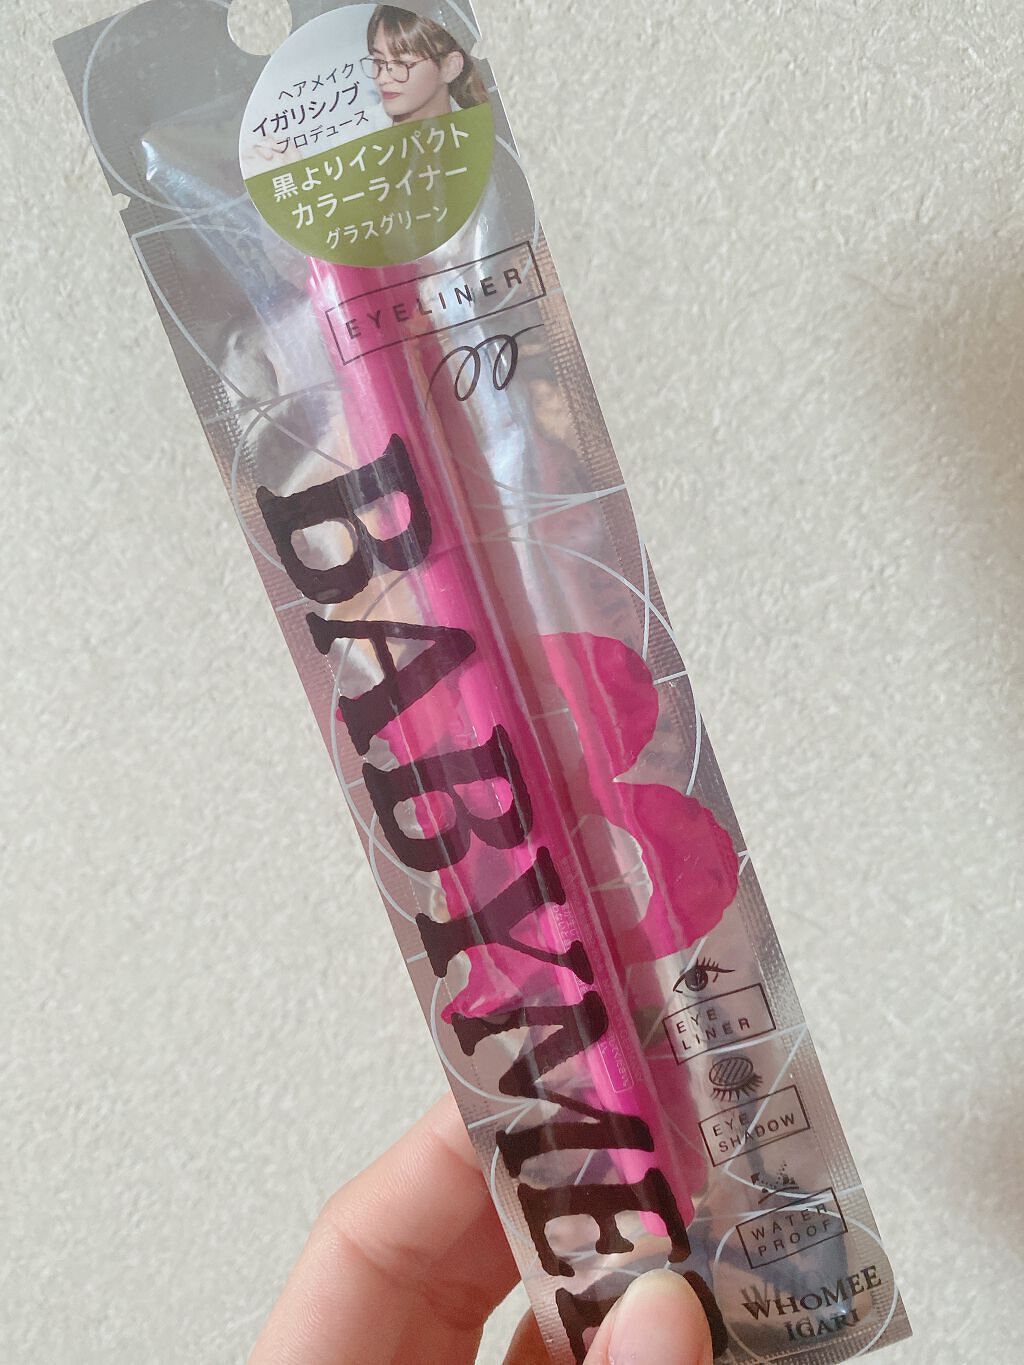 ヘアメイク
イガリシノブ
プロデュース
黒よりインパクト
カラーライナー
グラスグリーン
EYELINER
BABYMEE
EYE
LINER
EYE
SHADOW
WATER
PROOF
WHOMEE
IGARI